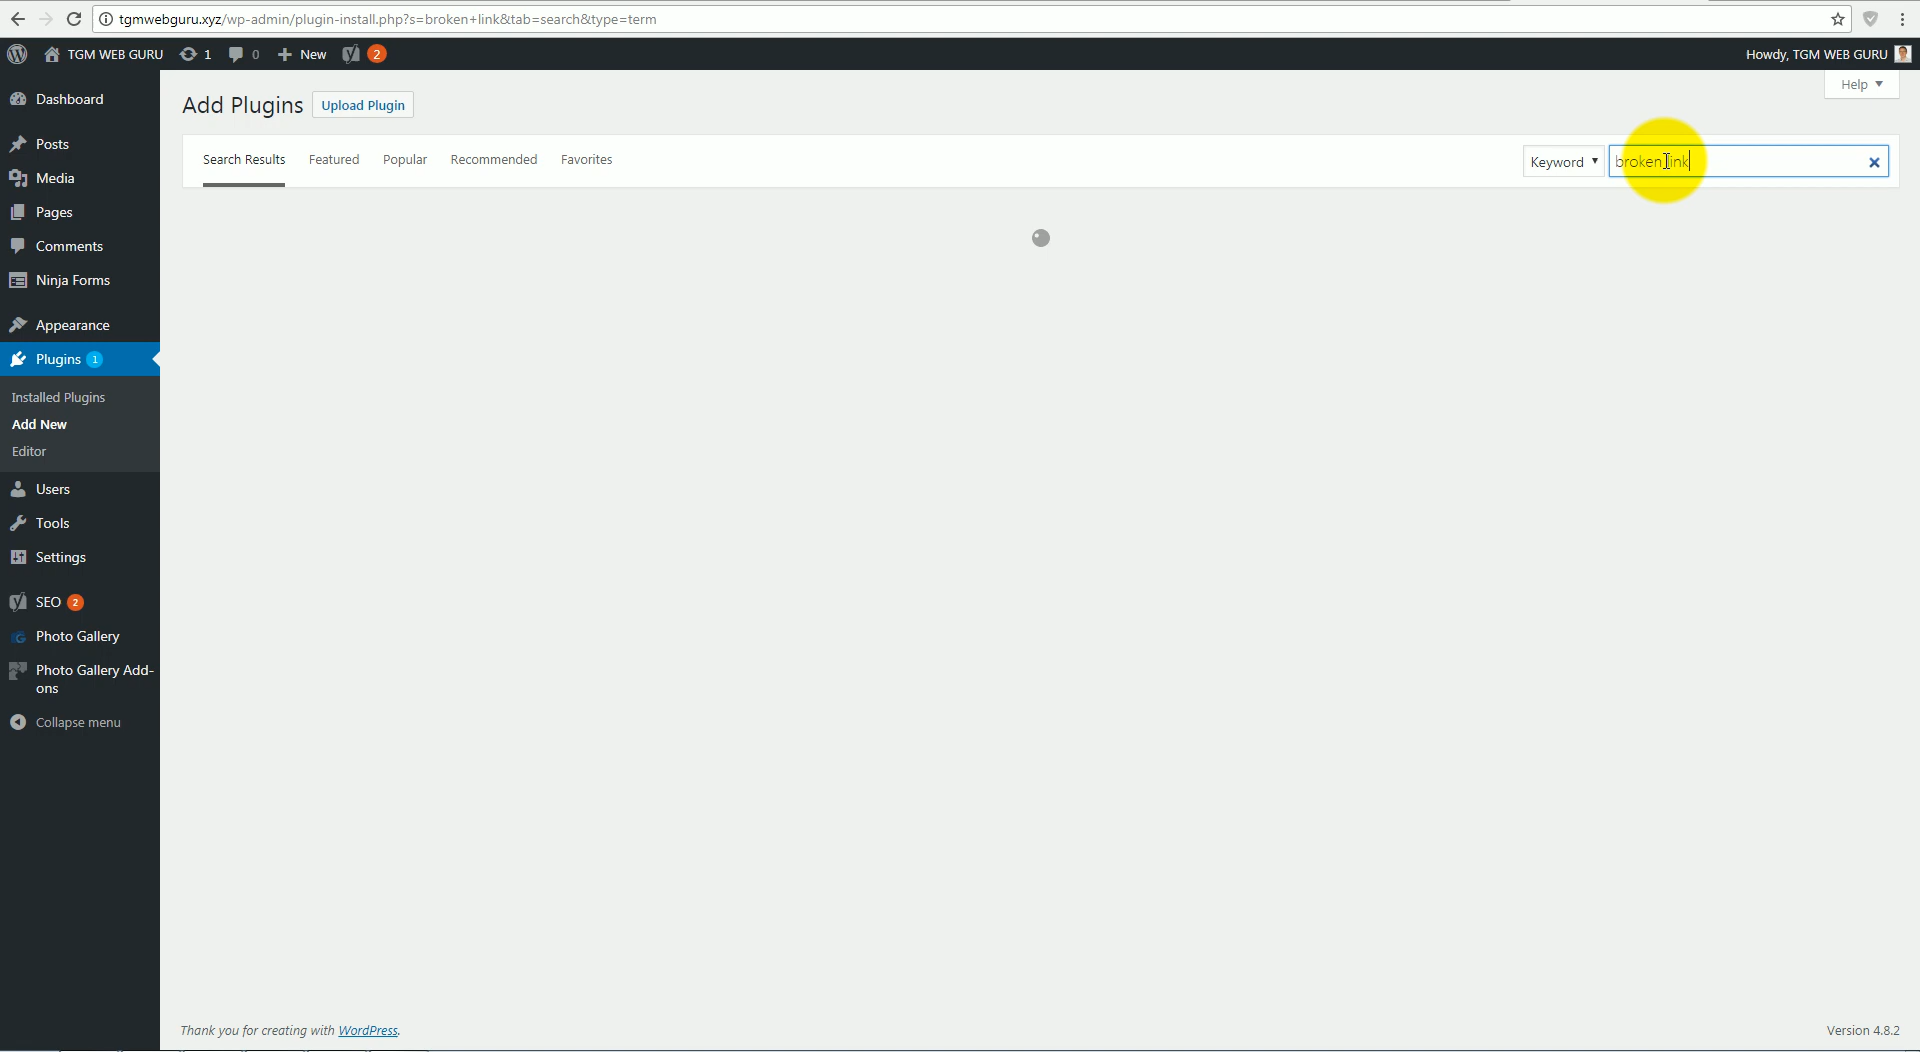 tgmwebguru.xyz/wp-admin/plugin-install.php?s=broken+link&tab=search&type=term
TGM WEB GURU 1 0 New 2 Howdy, TGM WEB GURU
Help
Dashboard
Posts
Media
Pages
Comments
Ninja Forms
Appearance
Plugins 1
Installed Plugins
Add New
Editor
Users
Tools
Settings
SEO 2
Photo Gallery
Photo Gallery Add-
ons
Collapse menu
Add Plugins Upload Plugin
Search Results Featured Popular Recommended Favorites Keyword broken link
Thank you for creating with WordPress. Version 4.8.2